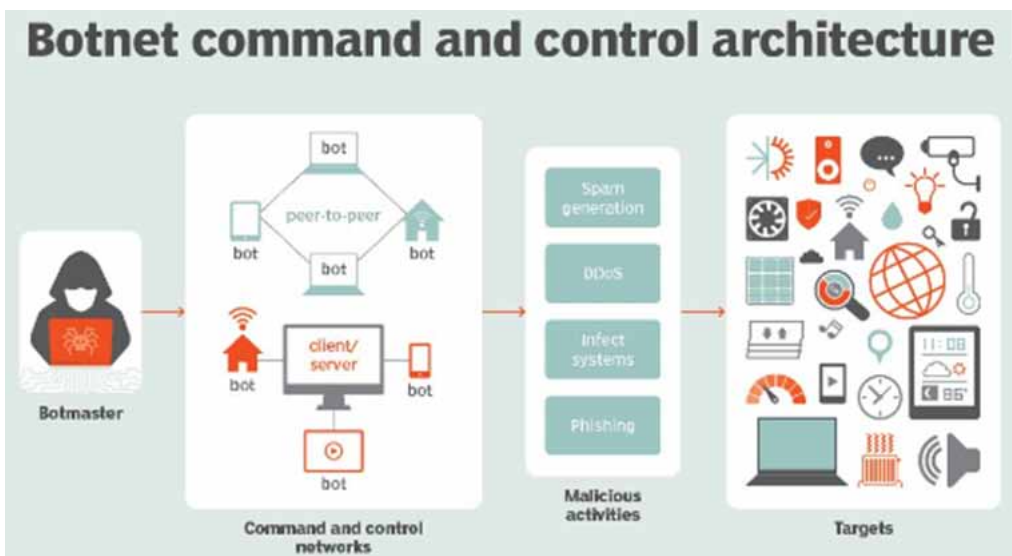 Botnet command and control architecture
bot
peer-to-peer
bot
bot
bot
client/
server
bot
bot
bot
Spam
generation
DDoS
Infect
systems
Phishing
11:08
86°
Botmaster
Command and control
networks
Malicious
activities
Targets